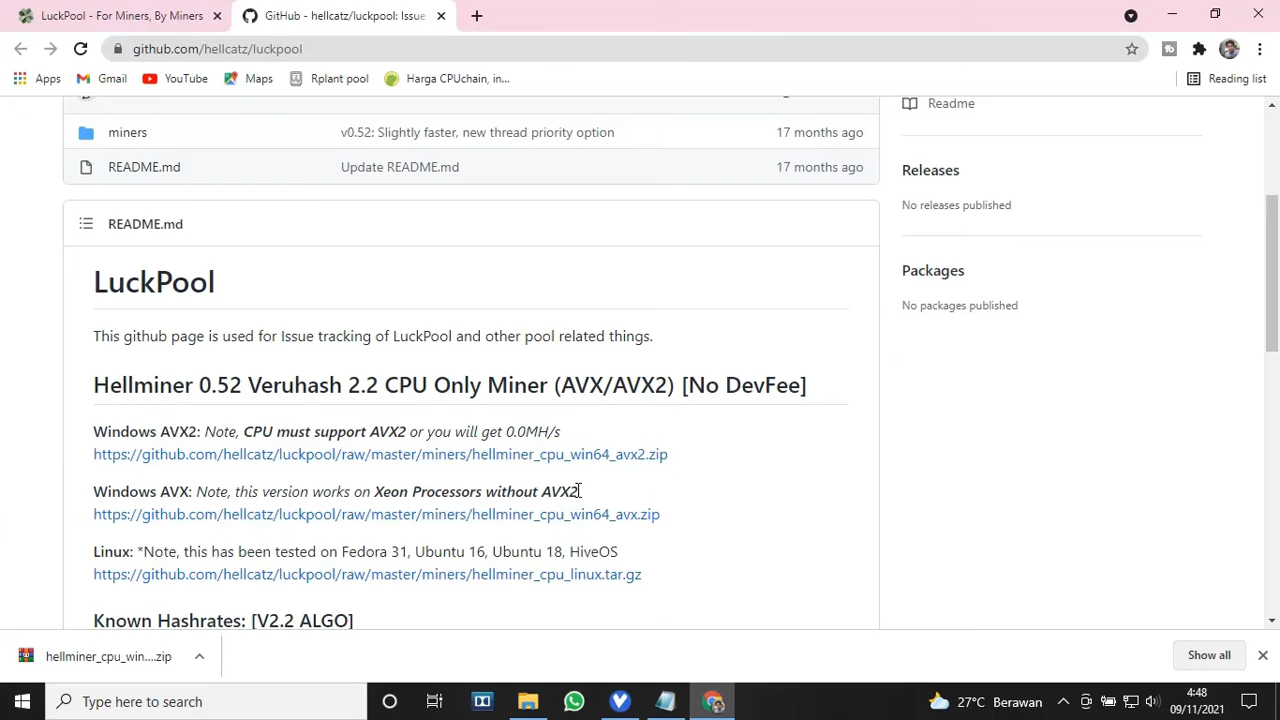 LuckPool - For Miners, By Miners
GitHub - hellcatz/luckpool: Issue
github.com/hellcatz/luckpool
Apps
Gmail
YouTube
Maps
Rplant pool
Harga CPUchain, in...
Reading list
miners
v0.52: Slightly faster, new thread priority option
17 months ago
README.md
Update README.md
17 months ago
Readme
Releases
No releases published
Packages
No packages published
README.md
LuckPool
This github page is used for Issue tracking of LuckPool and other pool related things.
Hellminer 0.52 Veruhash 2.2 CPU Only Miner (AVX/AVX2) [No DevFee]
Windows AVX2: Note, CPU must support AVX2 or you will get 0.0MH/s
https://github.com/hellcatz/luckpool/raw/master/miners/hellminer_cpu_win64_avx2.zip
Windows AVX: Note, this version works on Xeon Processors without AVX2
https://github.com/hellcatz/luckpool/raw/master/miners/hellminer_cpu_win64_avx.zip
Linux: *Note, this has been tested on Fedora 31, Ubuntu 16, Ubuntu 18, HiveOS
https://github.com/hellcatz/luckpool/raw/master/miners/hellminer_cpu_linux.tar.gz
Known Hashrates: [V2.2 ALGO]
hellminer_cpu_win....zip
Show all
Type here to search
27°C Berawan
4:48
09/11/2021